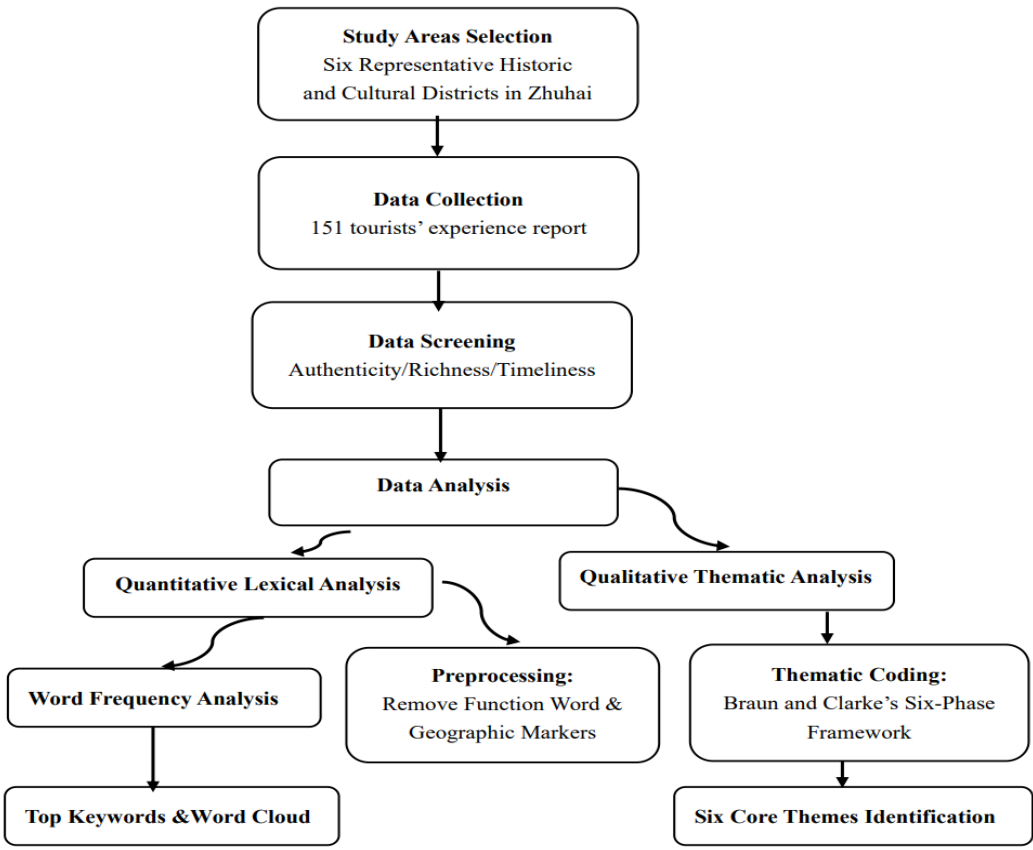 Study Areas Selection
Six Representative Historic
and Cultural Districts in Zhuhai
Data Collection
151 tourists’ experience report
Data Screening
Authenticity/Richness/Timeliness
Data Analysis
Quantitative Lexical Analysis
Qualitative Thematic Analysis
Word Frequency Analysis
Preprocessing:
Remove Function Word &
Geographic Markers
Thematic Coding:
Braun and Clarke’s Six-Phase
Framework
Top Keywords &Word Cloud
Six Core Themes Identification